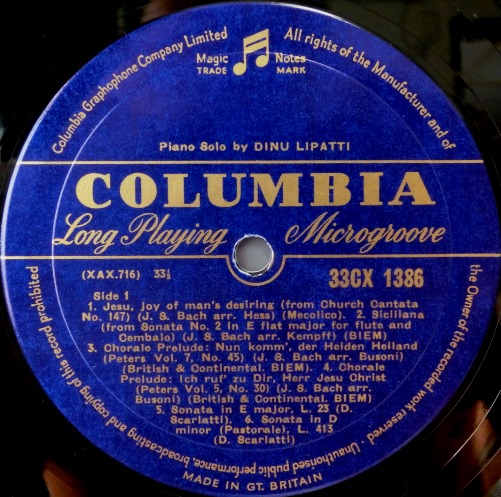 Columbia Graphophone Company Limited
All rights of the Manufacturer and of
the Owner of the recorded work reserved · Unauthorised public performance, broadcasting and copying of this record prohibited
Magic Notes
TRADE MARK
Piano Solo by DINU LIPATTI
COLUMBIA
Long Playing Microgroove
(XAX.716) 33⅓
33CX 1386
Side 1
1. Jesu, joy of man's desiring (from Church Cantata
No. 147) (J. S. Bach arr. Hess) (Mecolico). 2. Siciliana
(from Sonata No. 2 in E flat major for flute and
Cembalo) (J. S. Bach arr. Kempff) (BIEM)
3. Chorale Prelude: Nun' komm', der Heiden Heiland
(Peters Vol. 7, No. 45) (J. S. Bach arr. Busoni)
(British & Continental. BIEM) 4. Chorale
Prelude: Ich ruf' zu Dir, Herr Jesu Christ
(Peters Vol. 5, No. 30) (J. S. Bach arr.
Busoni) (British & Continental. BIEM)
5. Sonata in E major, L. 23 (D.
Scarlatti). 6. Sonata in D
minor (Pastorale), L. 413
(D. Scarlatti)
MADE IN GT. BRITAIN